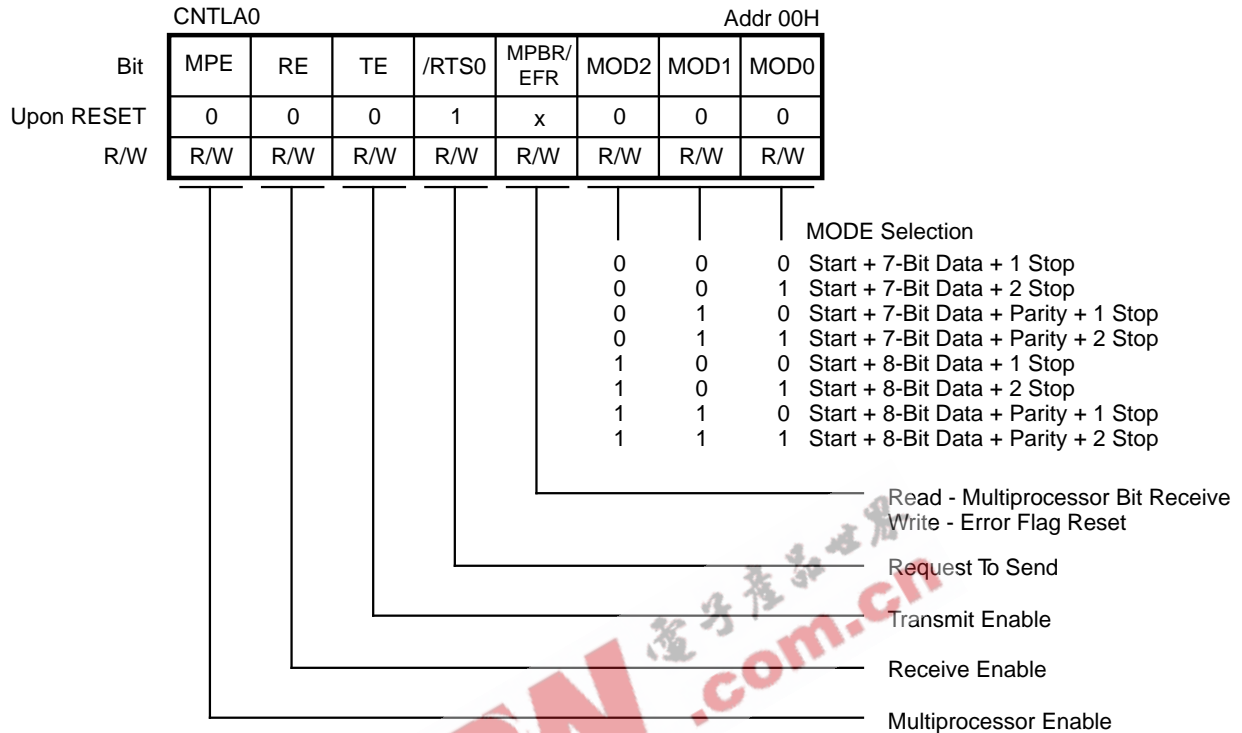 CNTLA0 Addr 00H
Bit MPE RE TE /RTS0 MPBR/ EFR MOD2 MOD1 MOD0
Upon RESET 0 0 0 1 x 0 0 0
R/W R/W R/W R/W R/W R/W R/W R/W R/W
MODE Selection
0 0 0 Start + 7-Bit Data + 1 Stop
0 0 1 Start + 7-Bit Data + 2 Stop
0 1 0 Start + 7-Bit Data + Parity + 1 Stop
0 1 1 Start + 7-Bit Data + Parity + 2 Stop
1 0 0 Start + 8-Bit Data + 1 Stop
1 0 1 Start + 8-Bit Data + 2 Stop
1 1 0 Start + 8-Bit Data + Parity + 1 Stop
1 1 1 Start + 8-Bit Data + Parity + 2 Stop
Read - Multiprocessor Bit Receive
Write - Error Flag Reset
Request To Send
Transmit Enable
Receive Enable
Multiprocessor Enable
電子產品世界
.com.cn